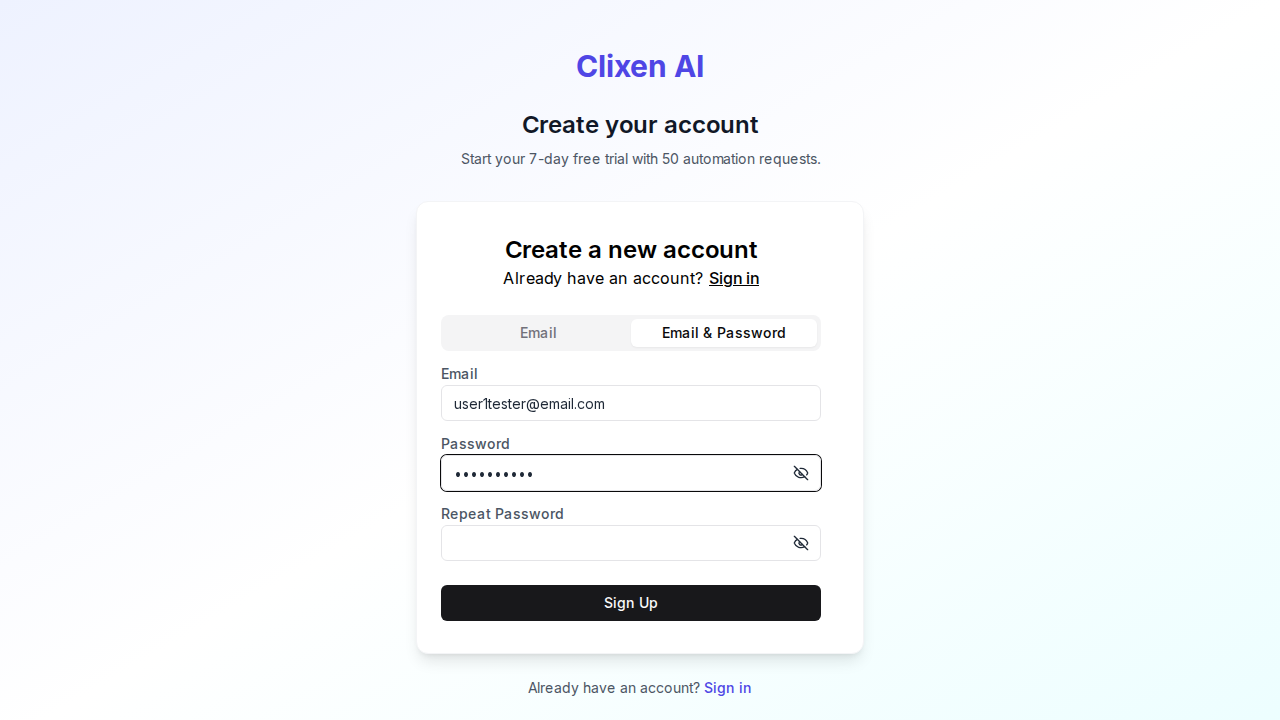 Clixen AI
Create your account
Start your 7-day free trial with 50 automation requests.
Create a new account
Already have an account? Sign in
Email
Email & Password
Email
user1tester@email.com
Password
••••••••••
Repeat Password
Sign Up
Already have an account? Sign in